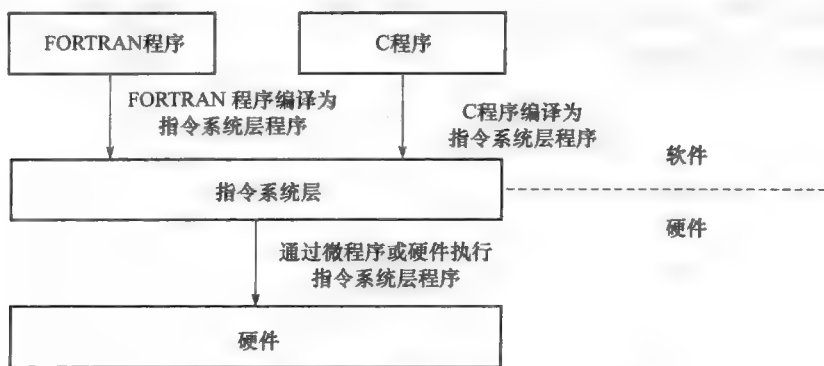 FORTRAN程序
C程序
FORTRAN 程序编译为
指令系统层程序
C程序编译为
指令系统层程序
软件
指令系统层
硬件
通过微程序或硬件执行
指令系统层程序
硬件